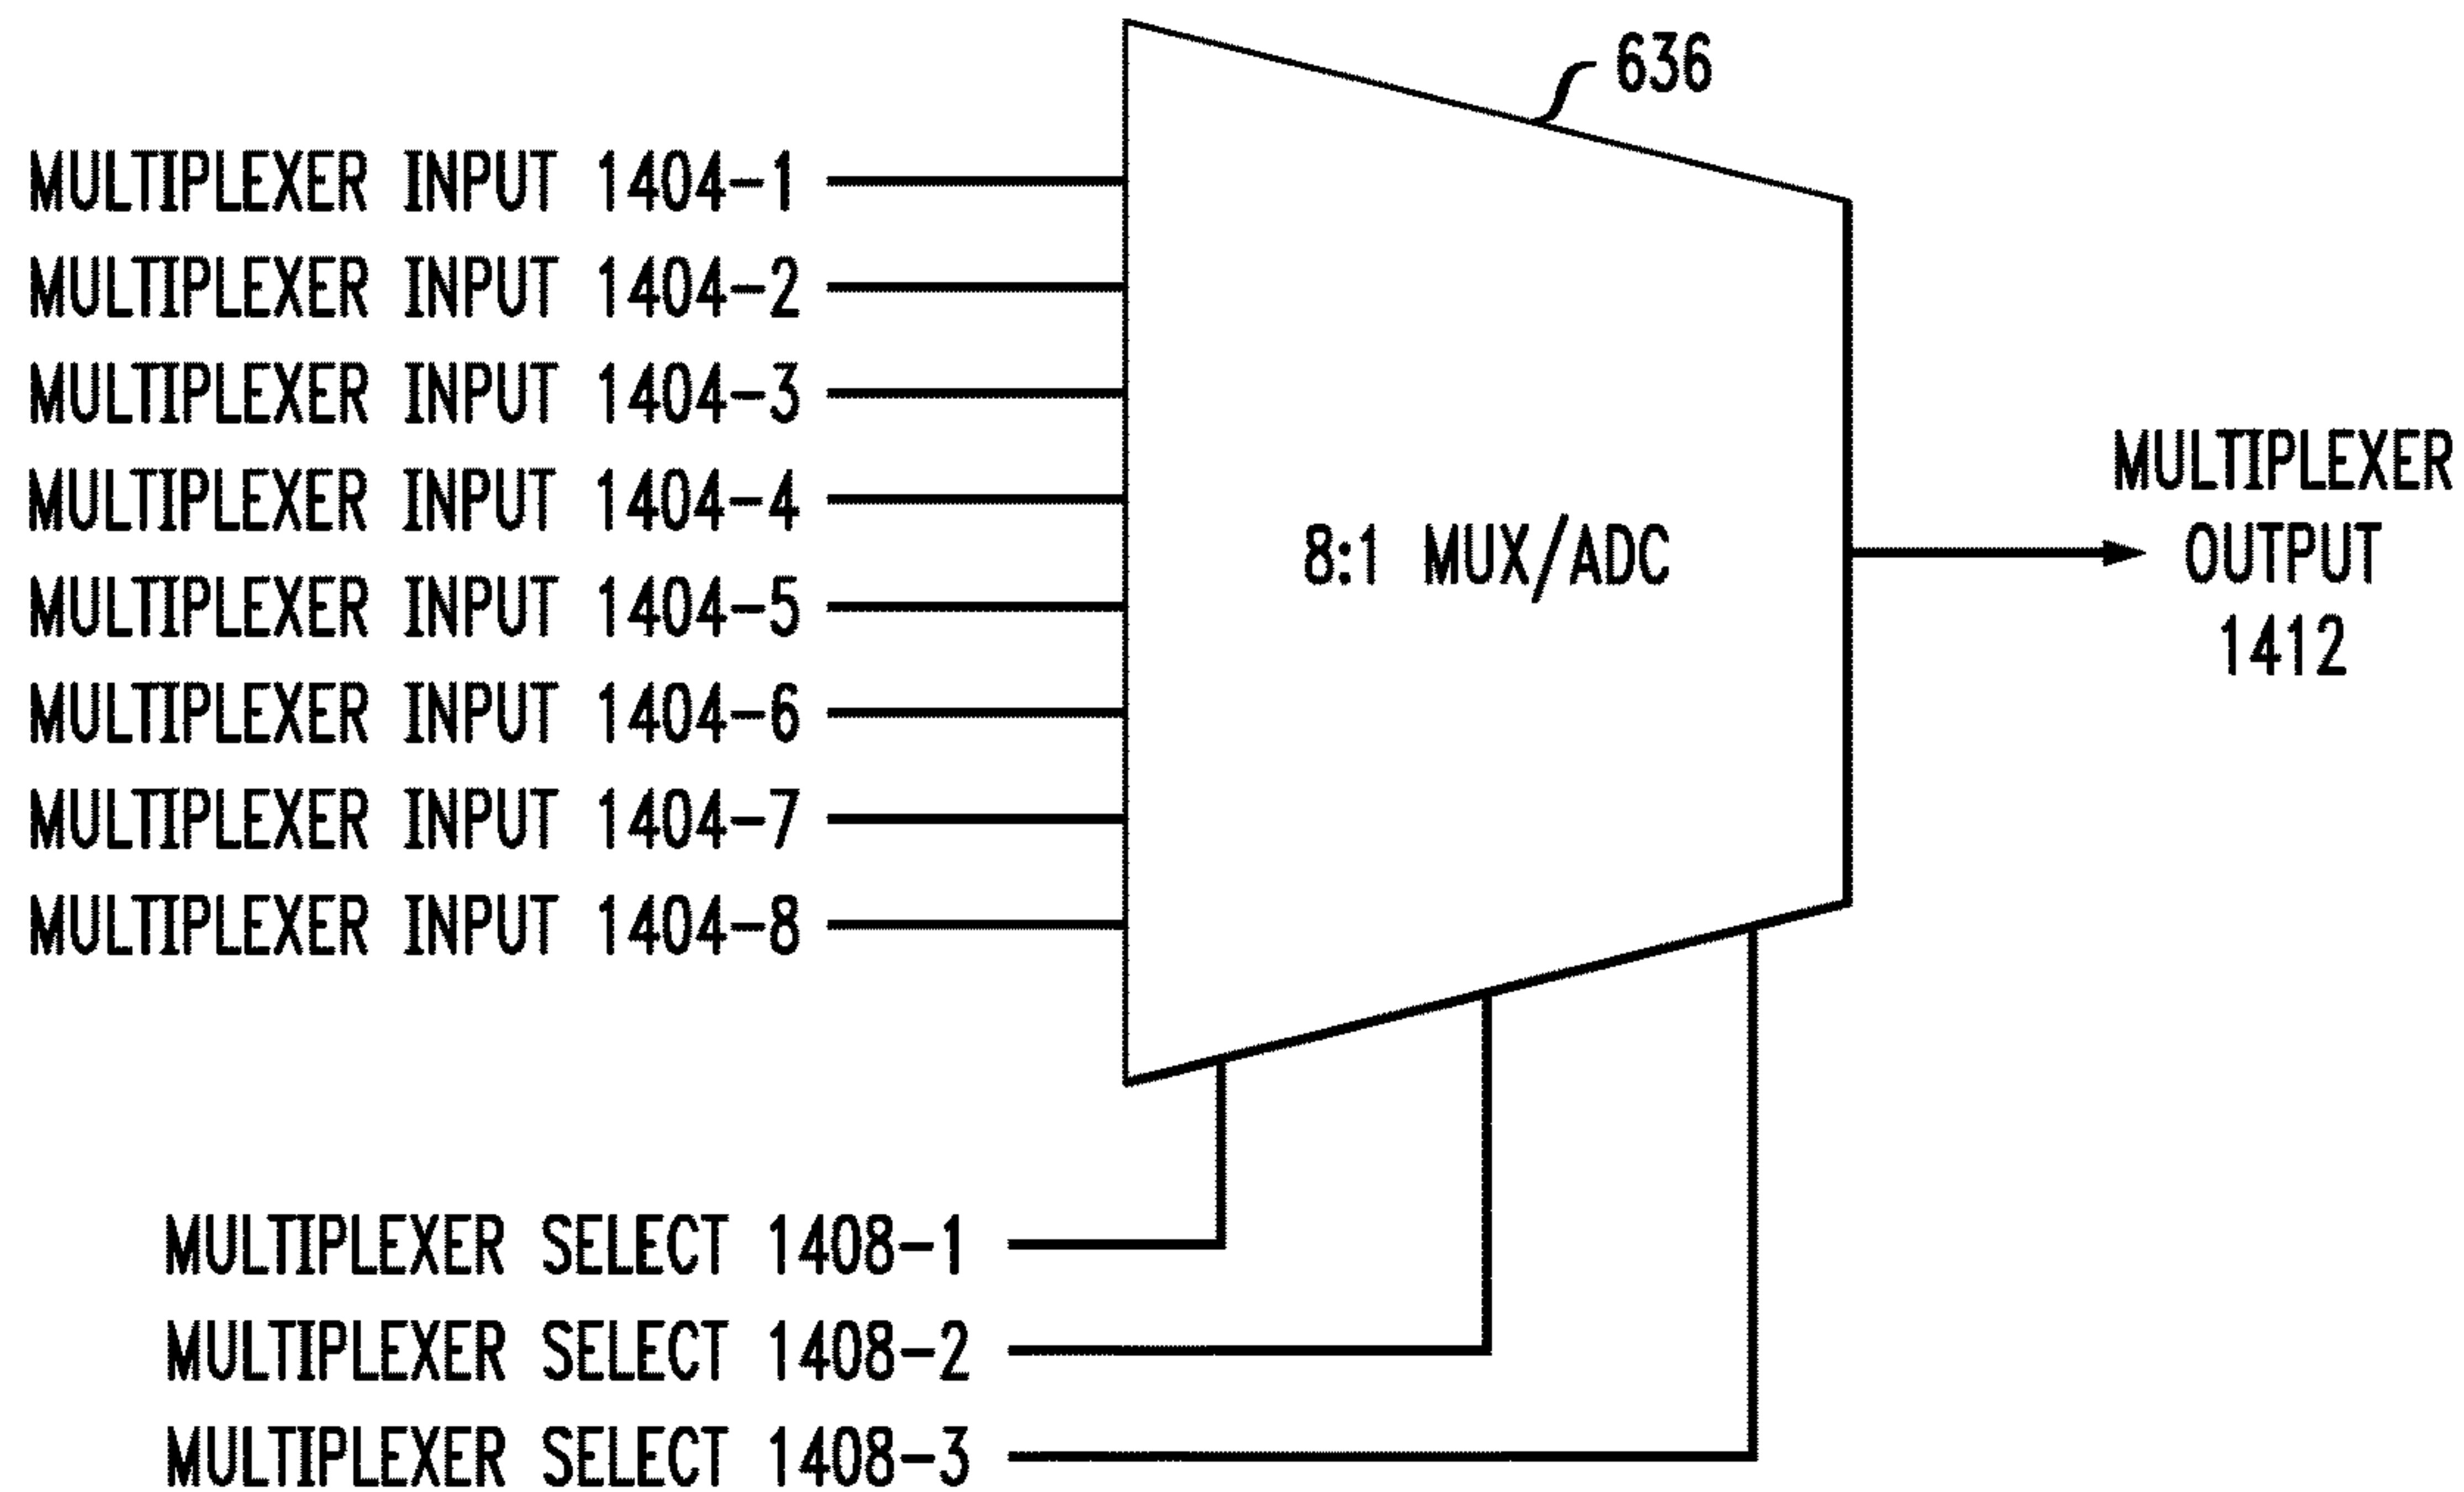 636
MULTIPLEXER INPUT 1404-1
MULTIPLEXER INPUT 1404-2
MULTIPLEXER INPUT 1404-3
MULTIPLEXER INPUT 1404-4
MULTIPLEXER INPUT 1404-5
MULTIPLEXER INPUT 1404-6
MULTIPLEXER INPUT 1404-7
MULTIPLEXER INPUT 1404-8
8:1 MUX/ADC
MULTIPLEXER
OUTPUT
1412
MULTIPLEXER SELECT 1408-1
MULTIPLEXER SELECT 1408-2
MULTIPLEXER SELECT 1408-3